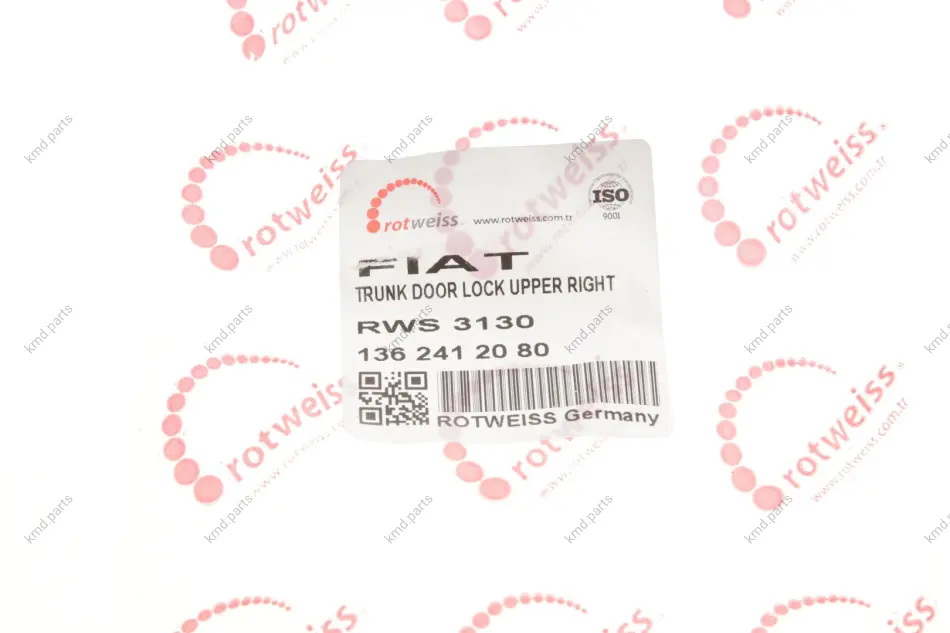 rotweiss
www.rotweiss.com.tr
ISO
9001
FIAT
TRUNK DOOR LOCK UPPER RIGHT
RWS 3130
136 241 20 80
ROTWEISS Germany
rotweiss
www.rotweiss.com.tr
kmd.parts